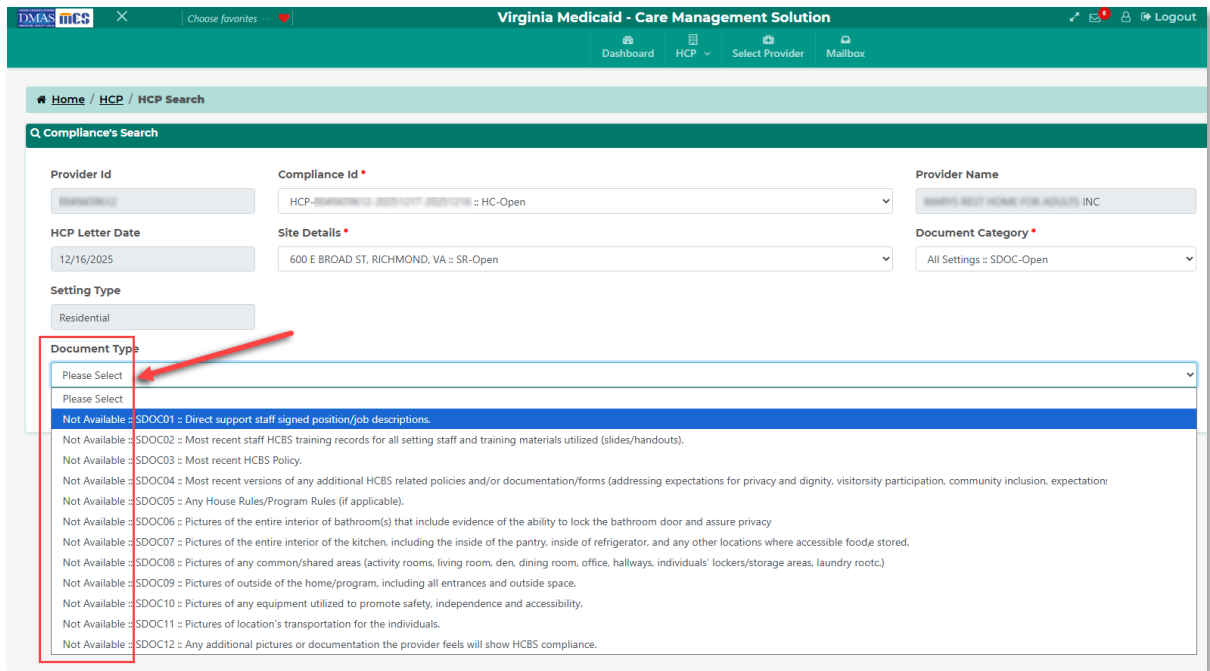 DMAS MES
Choose favorites
Virginia Medicaid - Care Management Solution
0
Logout
Dashboard
HCP
Select Provider
Mailbox
Home / HCP / HCP Search
Compliance's Search
Provider Id
Compliance Id *
Provider Name
HCP- :: HC-Open
INC
HCP Letter Date
Site Details *
Document Category *
12/16/2025
600 E BROAD ST, RICHMOND, VA :: SR-Open
All Settings :: SDOC-Open
Setting Type
Residential
Document Type
Please Select
Please Select
Not Available :: SDOC01 :: Direct support staff signed position/job descriptions.
Not Available :: SDOC02 :: Most recent staff HCBS training records for all setting staff and training materials utilized (slides/handouts).
Not Available :: SDOC03 :: Most recent HCBS Policy.
Not Available :: SDOC04 :: Most recent versions of any additional HCBS related policies and/or documentation/forms (addressing expectations for privacy and dignity, visitorsity participation, community inclusion, expectations
Not Available :: SDOC05 :: Any House Rules/Program Rules (if applicable).
Not Available :: SDOC06 :: Pictures of the entire interior of bathroom(s) that include evidence of the ability to lock the bathroom door and assure privacy
Not Available :: SDOC07 :: Pictures of the entire interior of the kitchen, including the inside of the pantry, inside of refrigerator, and any other locations where accessible food,e stored.
Not Available :: SDOC08 :: Pictures of any common/shared areas (activity rooms, living room, den, dining room, office, hallways, individuals' lockers/storage areas, laundry rootc.)
Not Available :: SDOC09 :: Pictures of outside of the home/program, including all entrances and outside space.
Not Available :: SDOC10 :: Pictures of any equipment utilized to promote safety, independence and accessibility.
Not Available :: SDOC11 :: Pictures of location's transportation for the individuals.
Not Available :: SDOC12 :: Any additional pictures or documentation the provider feels will show HCBS compliance.